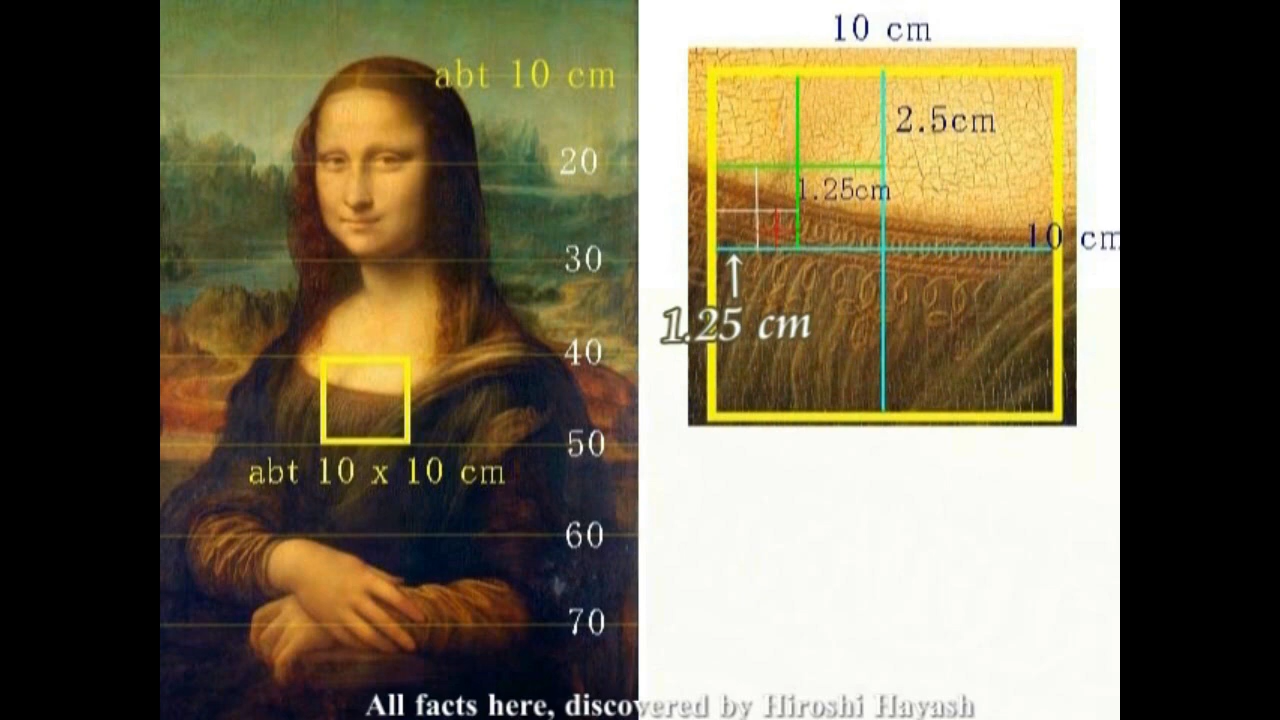 abt 10 cm
20
30
40
50
abt 10 x 10 cm
60
70
10 cm
2.5cm
1.25cm
10 cm
1.25 cm
All facts here, discovered by Hiroshi Hayash